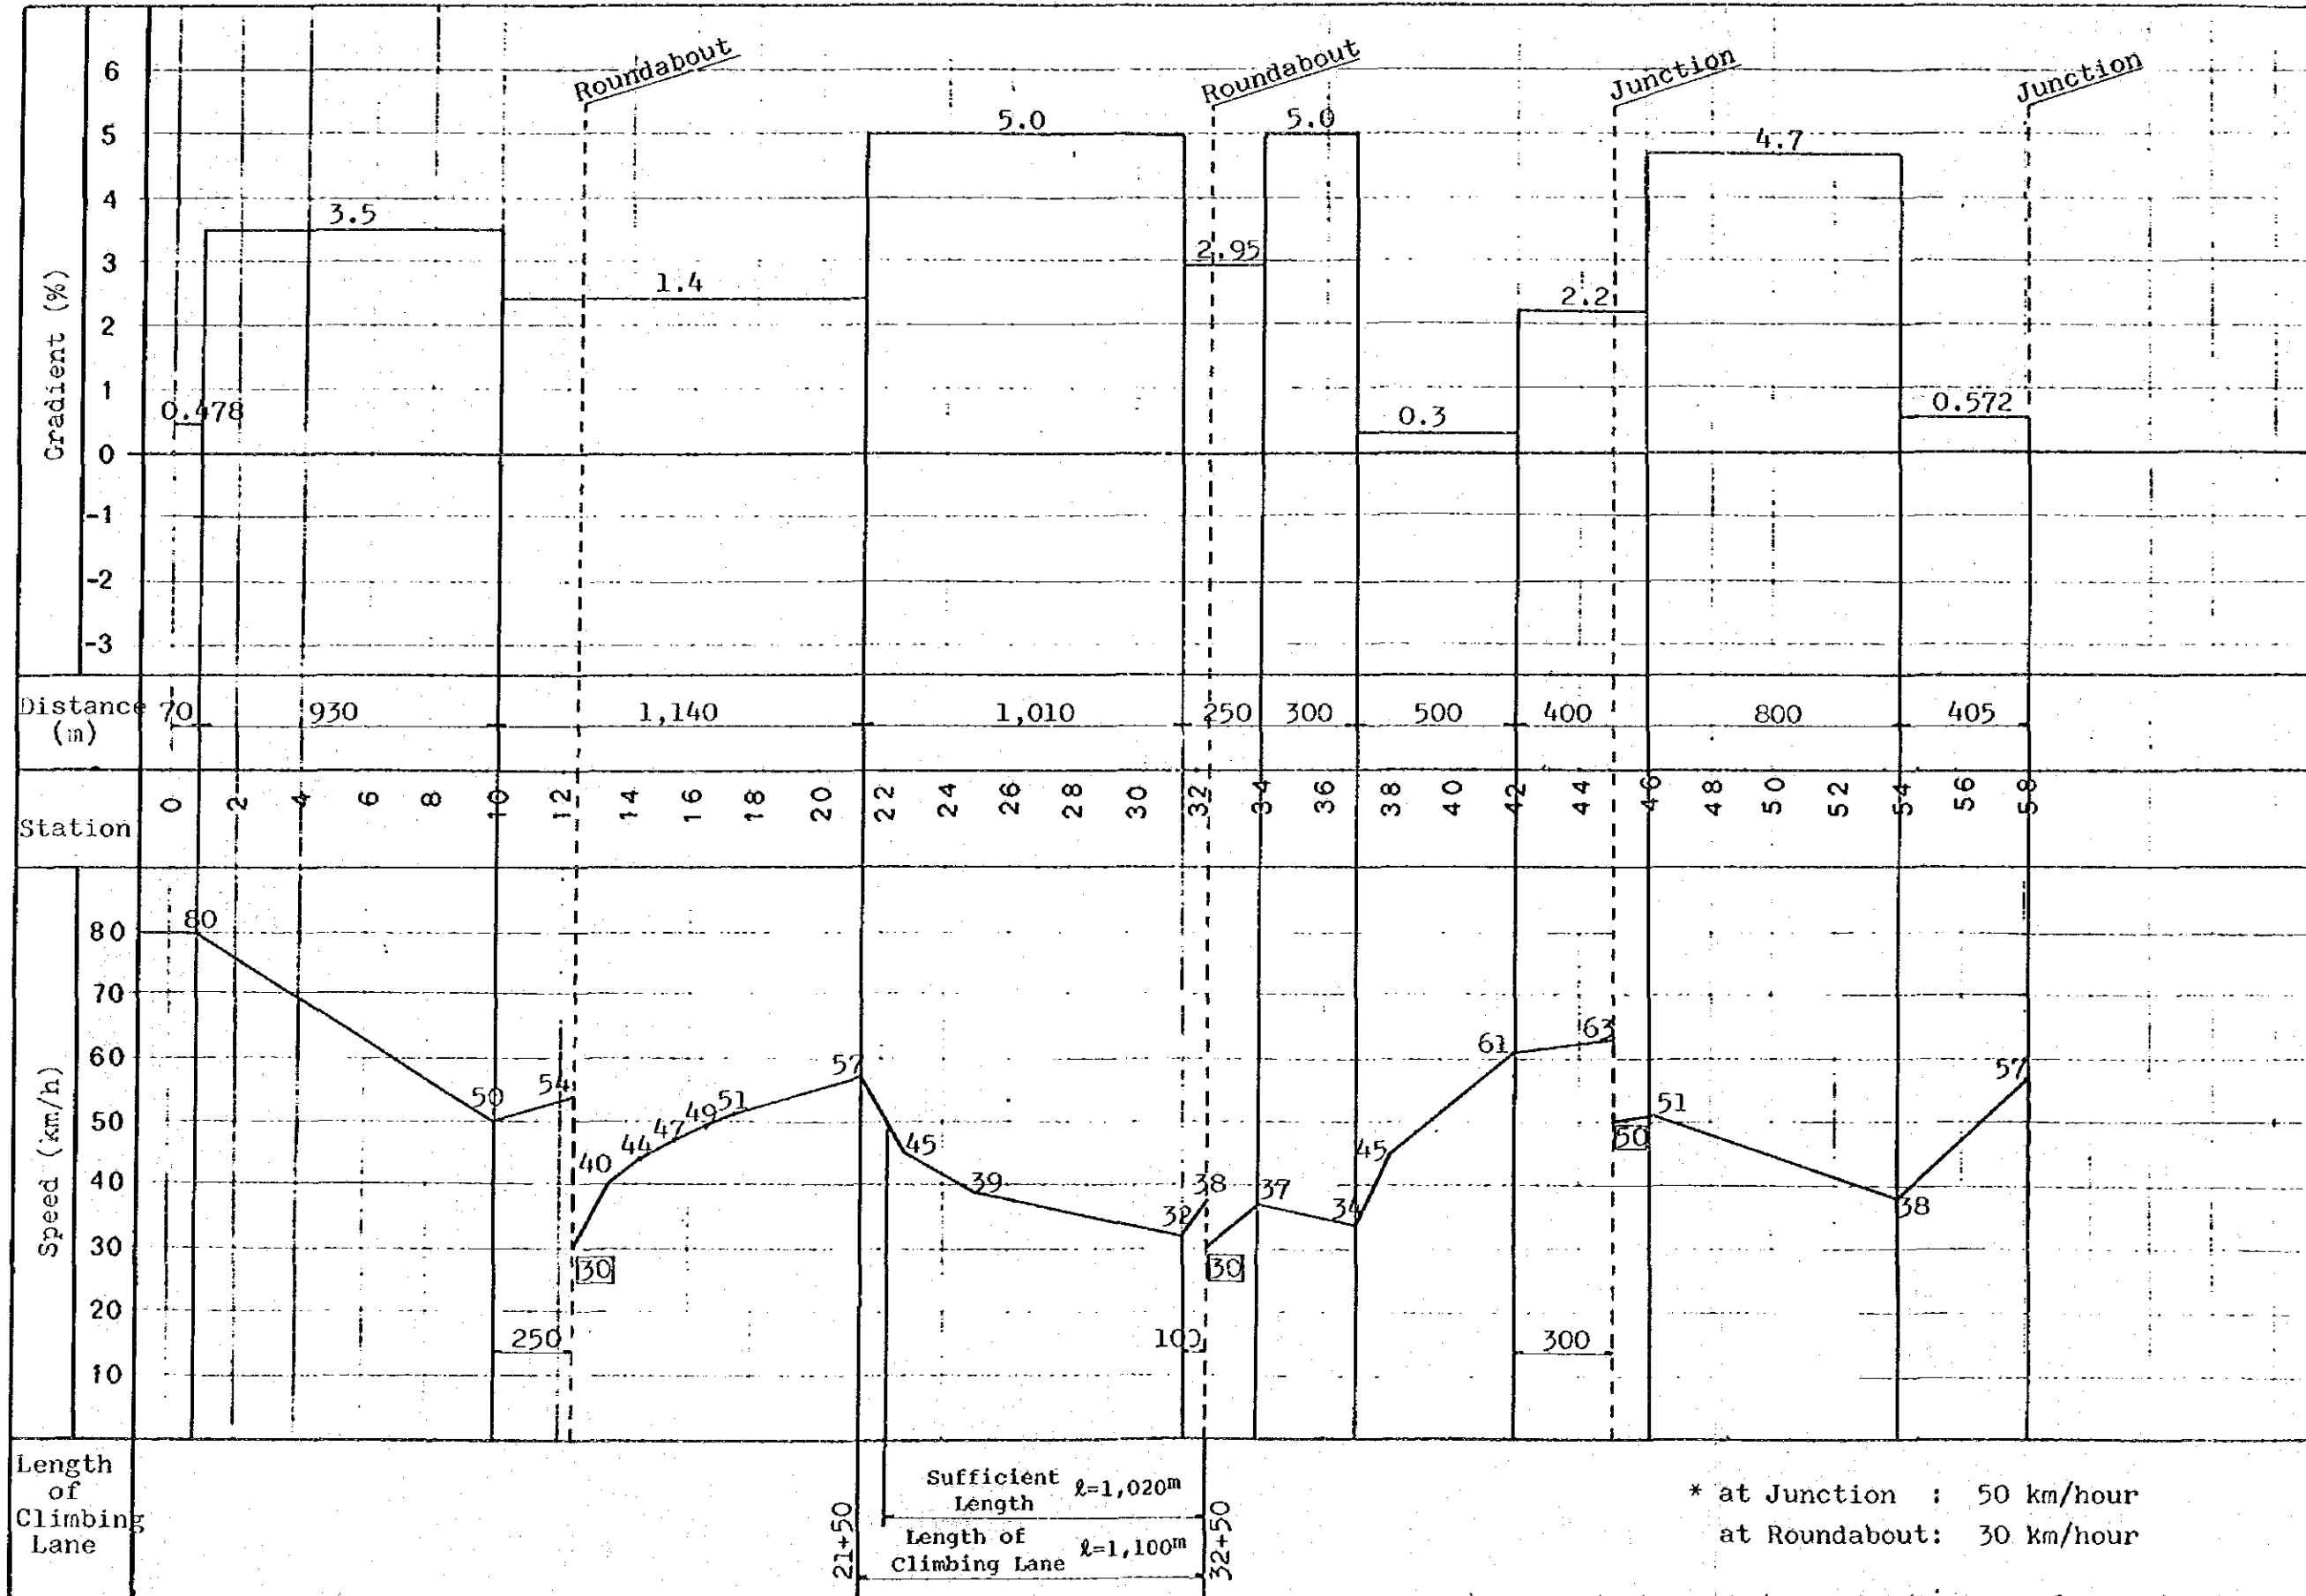 Roundabout
Roundabout
Junction
Junction
Gradient (%)
6
5
4
3
2
1
0
-1
-2
-3
0.478
3.5
1.4
5.0
2.95
5.0
0.3
2.2
4.7
0.572
Distance
(m)
70 930 1,140 1,010 250 300 500 400 800 405
Station
0 2 4 6 8 10 12 14 16 18 20 22 24 26 28 30 32 34 36 38 40 42 44 46 48 50 52 54 56 58
Speed (km/h)
80
70
60
50
40
30
20
10
80
50
54
30
40
44
47
49
51
57
45
39
32
38
30
37
34
45
61
63
50
51
38
57
250
100
300
Length
of
Climbing
Lane
21+50
Sufficient
Length ℓ=1,020m
Length of
Climbing Lane ℓ=1,100m
32+50
* at Junction : 50 km/hour
at Roundabout: 30 km/hour